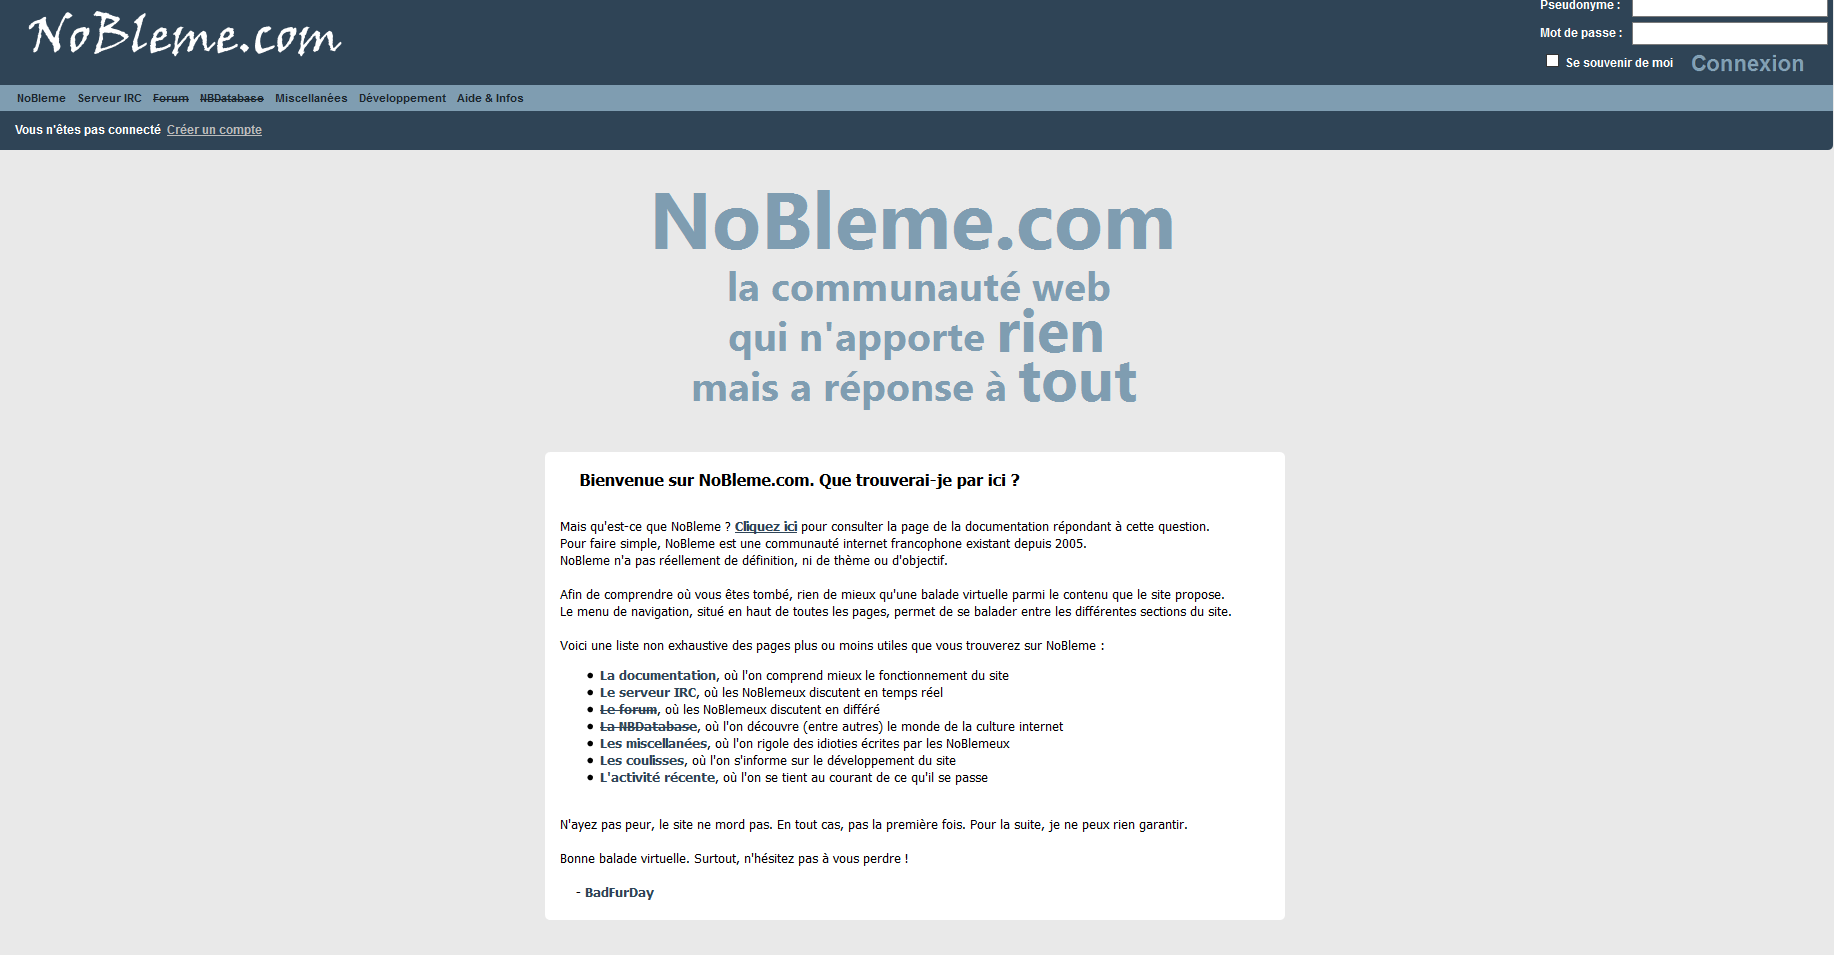 NoBleme.com
Pseudonyme :
Mot de passe :
Se souvenir de moi Connexion
NoBleme Serveur IRC Forum NBDatabase Miscellanées Développement Aide & Infos
Vous n'êtes pas connecté Créer un compte
NoBleme.com
la communauté web
qui n'apporte rien
mais a réponse à tout
Bienvenue sur NoBleme.com. Que trouverai-je par ici ?
Mais qu'est-ce que NoBleme ? Cliquez ici pour consulter la page de la documentation répondant à cette question.
Pour faire simple, NoBleme est une communauté internet francophone existant depuis 2005.
NoBleme n'a pas réellement de définition, ni de thème ou d'objectif.
Afin de comprendre où vous êtes tombé, rien de mieux qu'une balade virtuelle parmi le contenu que le site propose.
Le menu de navigation, situé en haut de toutes les pages, permet de se balader entre les différentes sections du site.
Voici une liste non exhaustive des pages plus ou moins utiles que vous trouverez sur NoBleme :
• La documentation, où l'on comprend mieux le fonctionnement du site
• Le serveur IRC, où les NoBlemeux discutent en temps réel
• Le forum, où les NoBlemeux discutent en différé
• La NBDatabase, où l'on découvre (entre autres) le monde de la culture internet
• Les miscellanées, où l'on rigole des idioties écrites par les NoBlemeux
• Les coulisses, où l'on s'informe sur le développement du site
• L'activité récente, où l'on se tient au courant de ce qu'il se passe
N'ayez pas peur, le site ne mord pas. En tout cas, pas la première fois. Pour la suite, je ne peux rien garantir.
Bonne balade virtuelle. Surtout, n'hésitez pas à vous perdre !
- BadFurDay